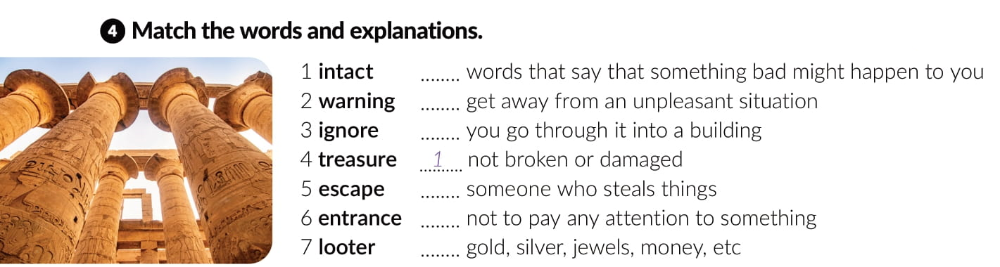 4 Match the words and explanations.
1 intact ........ words that say that something bad might happen to you
2 warning ........ get away from an unpleasant situation
3 ignore ........ you go through it into a building
4 treasure ...1... not broken or damaged
5 escape ........ someone who steals things
6 entrance ........ not to pay any attention to something
7 looter ........ gold, silver, jewels, money, etc